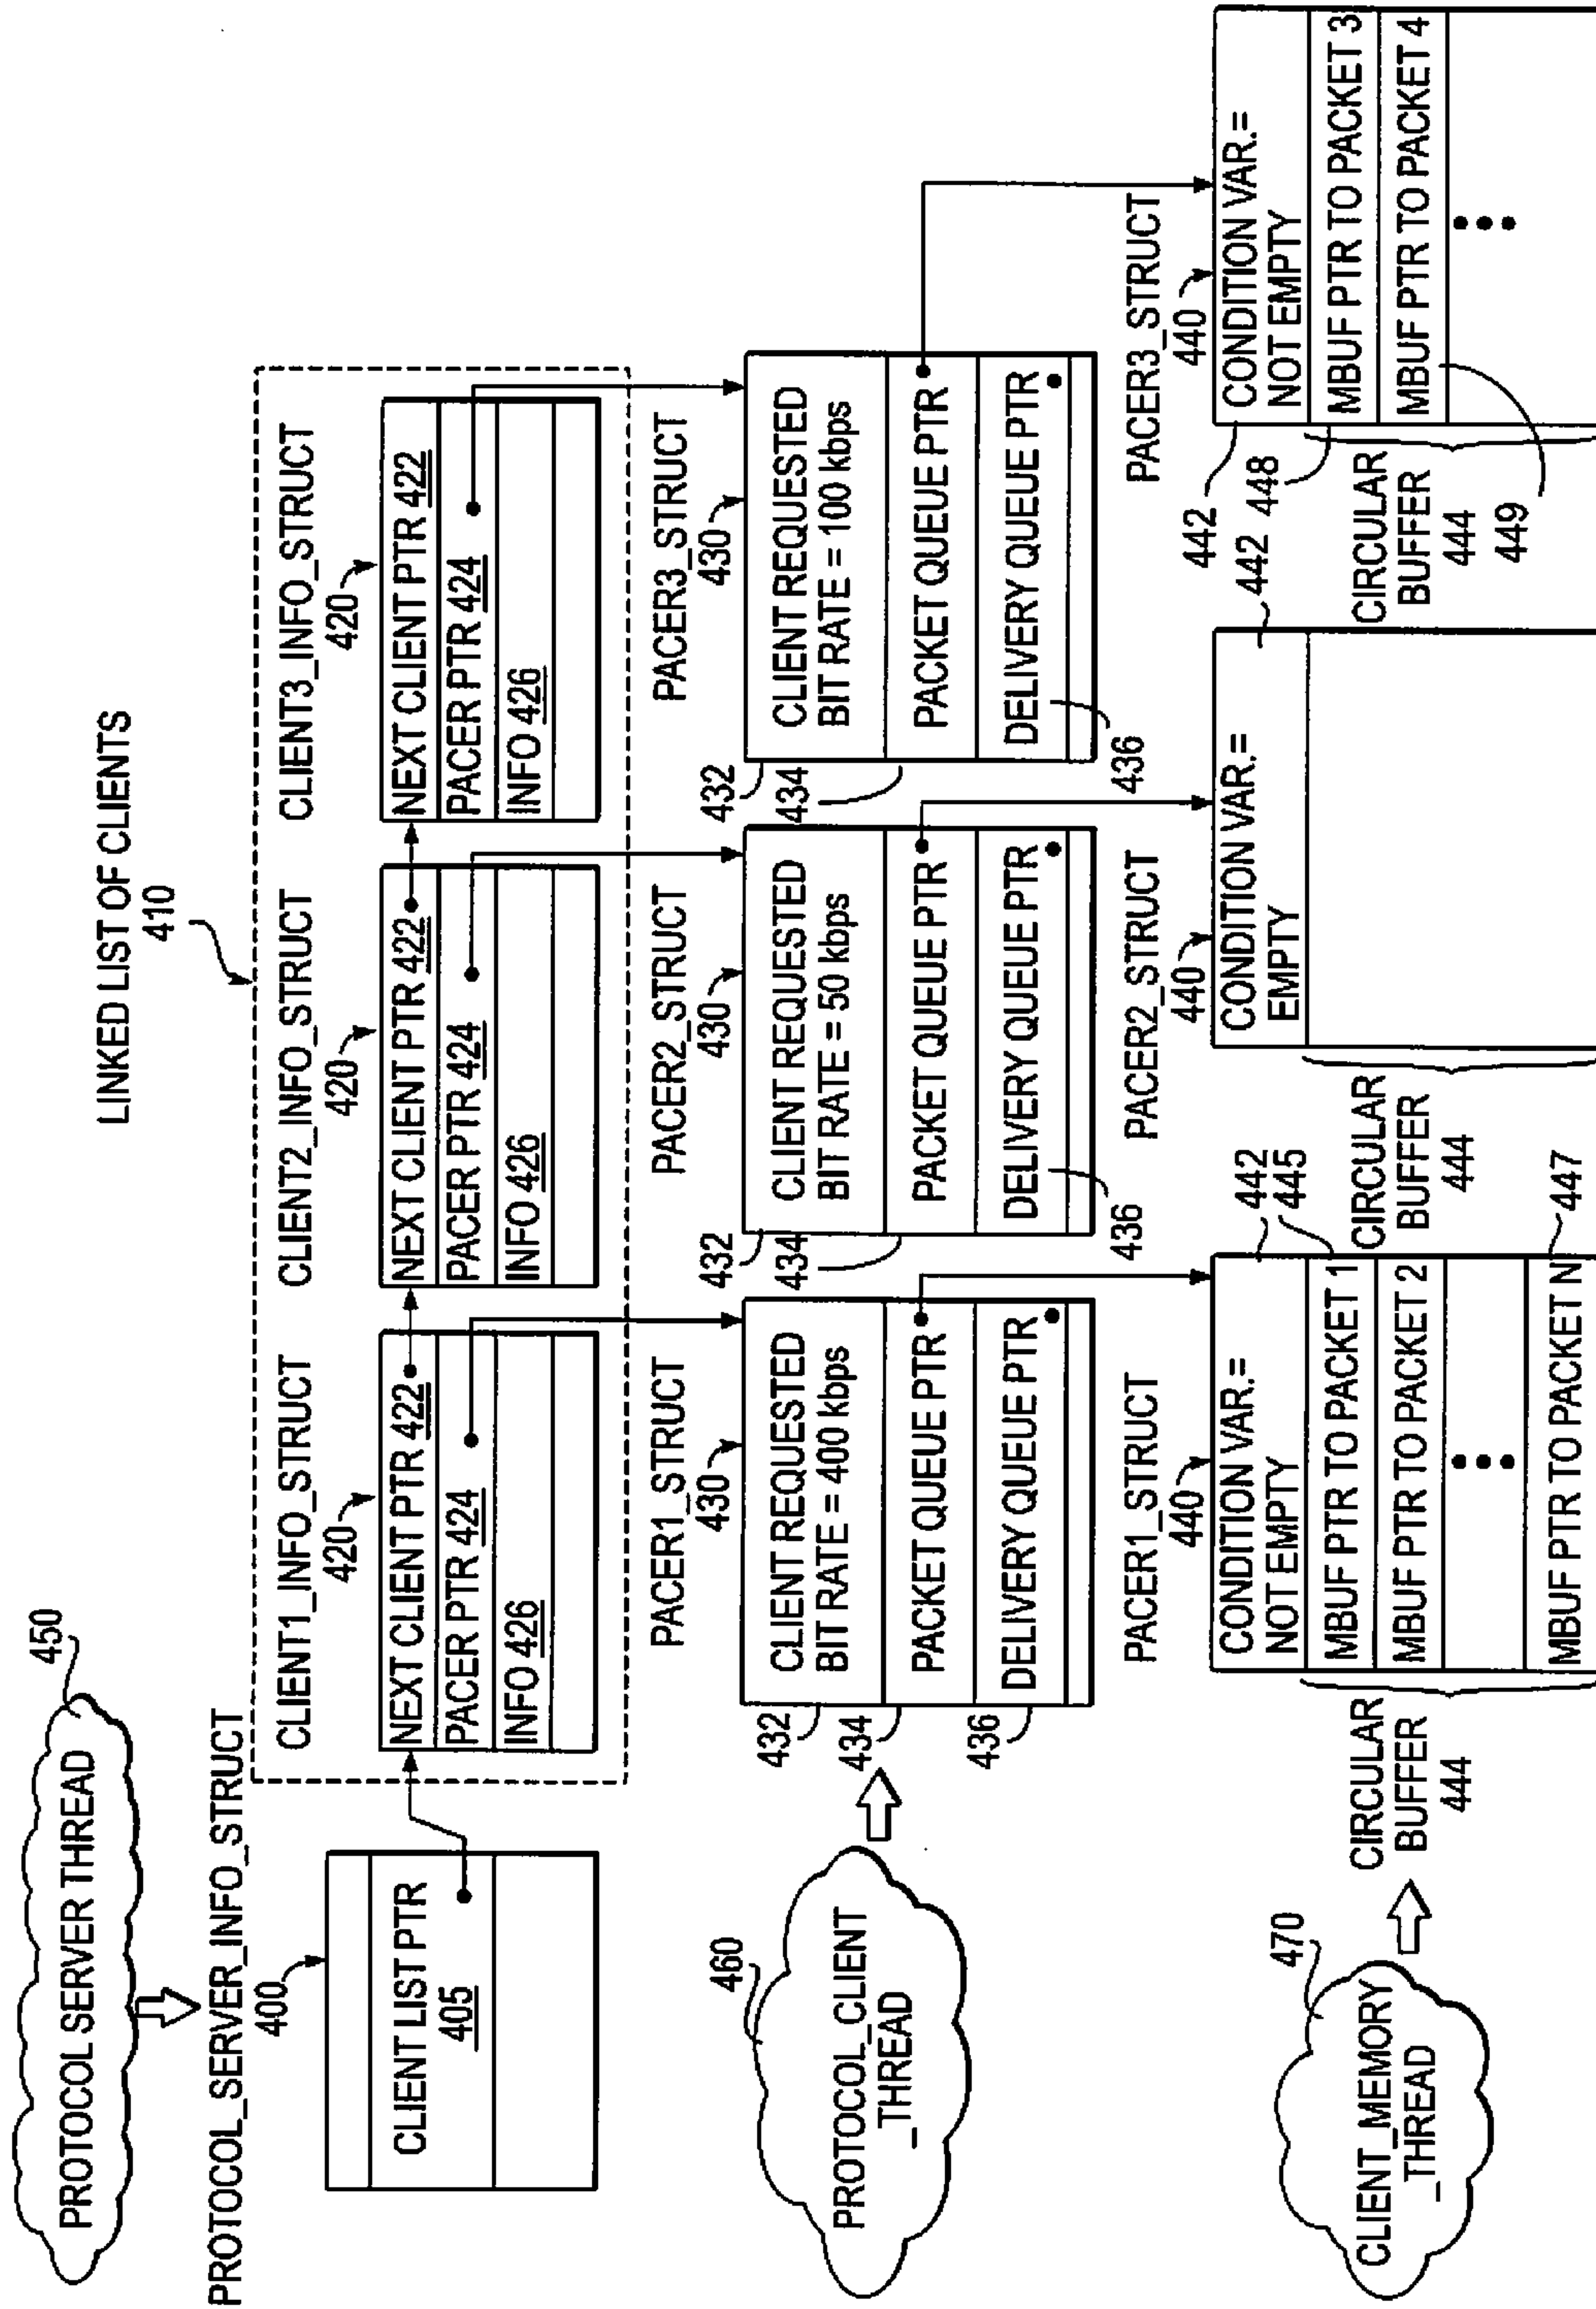 PROTOCOL SERVER THREAD
450
PROTOCOL_SERVER_INFO_STRUCT
400
CLIENT LIST PTR
405
LINKED LIST OF CLIENTS
410
CLIENT1_INFO_STRUCT
420
NEXT CLIENT PTR 422
PACER PTR 424
INFO 426
CLIENT2_INFO_STRUCT
420
NEXT CLIENT PTR 422
PACER PTR 424
INFO 426
CLIENT3_INFO_STRUCT
420
NEXT CLIENT PTR 422
PACER PTR 424
INFO 426
460
PROTOCOL_CLIENT
_THREAD
PACER1_STRUCT
430
432
CLIENT REQUESTED
BIT RATE = 400 kbps
434
PACKET QUEUE PTR
436
DELIVERY QUEUE PTR
PACER2_STRUCT
430
432
CLIENT REQUESTED
BIT RATE = 50 kbps
434
PACKET QUEUE PTR
DELIVERY QUEUE PTR
436
PACER3_STRUCT
430
432
CLIENT REQUESTED
BIT RATE = 100 kbps
434
PACKET QUEUE PTR
DELIVERY QUEUE PTR
436
470
CLIENT_MEMORY
_THREAD
PACER1_STRUCT
440
CIRCULAR
BUFFER
444
CONDITION VAR.=
NOT EMPTY
442
MBUF PTR TO PACKET 1
445
MBUF PTR TO PACKET 2
MBUF PTR TO PACKET N
447
PACER2_STRUCT
440
CIRCULAR
BUFFER
444
CONDITION VAR.=
EMPTY
442
PACER3_STRUCT
440
442
448
CIRCULAR
BUFFER
444
449
CONDITION VAR.=
NOT EMPTY
MBUF PTR TO PACKET 3
MBUF PTR TO PACKET 4